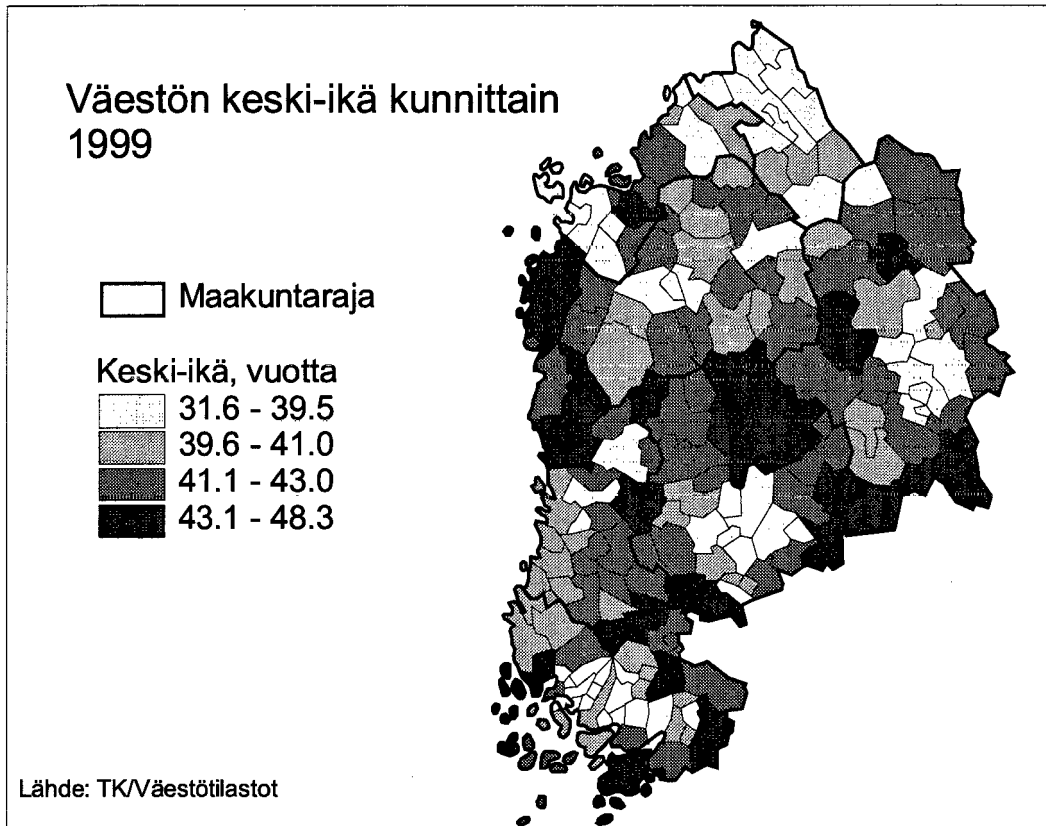 Väestön keski-ikä kunnittain
1999
Maakuntaraja
Keski-ikä, vuotta
31.6 - 39.5
39.6 - 41.0
41.1 - 43.0
43.1 - 48.3
Lähde: TK/Väestötilastot